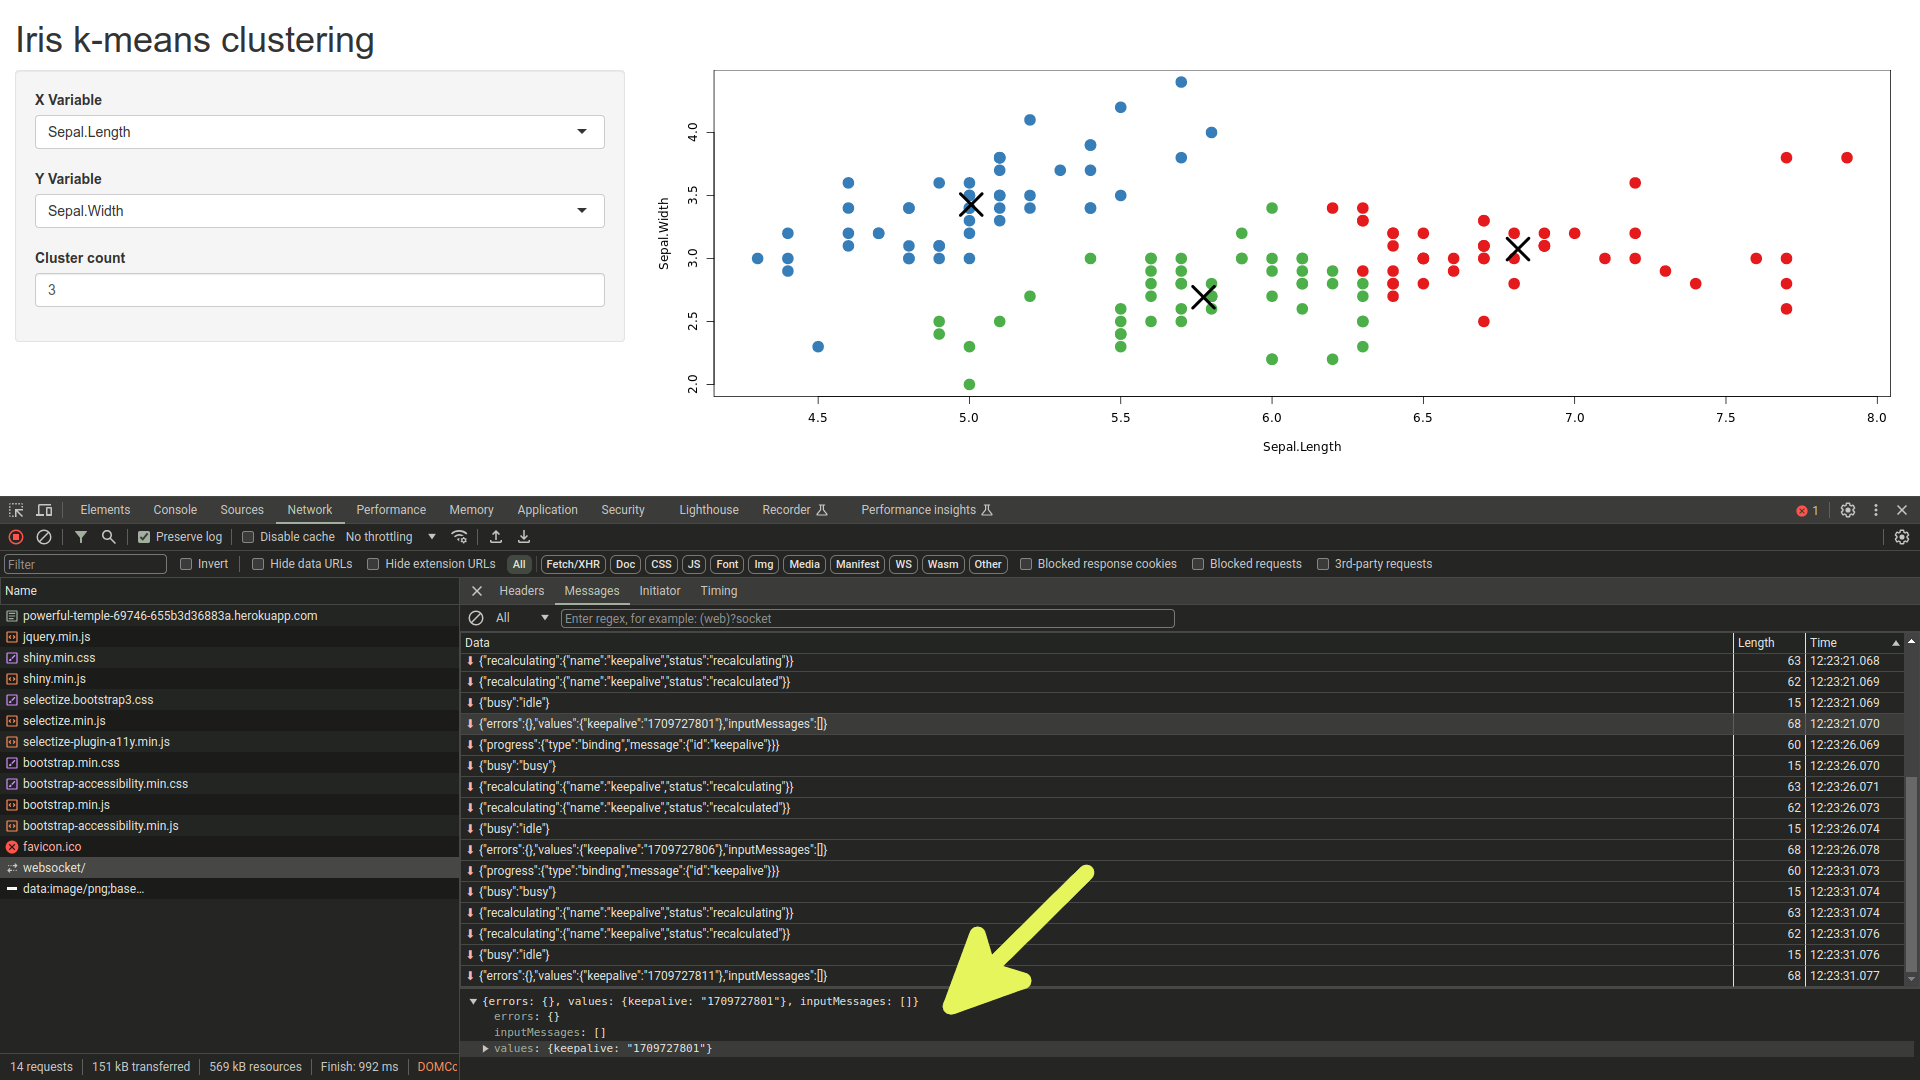 Iris k-means clustering
X Variable
Sepal.Length
Y Variable
Sepal.Width
Cluster count
3
Sepal.Width
4.0
3.5
3.0
2.5
2.0
4.5 5.0 5.5 6.0 6.5 7.0 7.5 8.0
Sepal.Length
Elements Console Sources Network Performance Memory Application Security Lighthouse Recorder Performance insights 1
Preserve log Disable cache No throttling
Filter Invert Hide data URLs Hide extension URLs All Fetch/XHR Doc CSS JS Font Img Media Manifest WS Wasm Other Blocked response cookies Blocked requests 3rd-party requests
Name
powerful-temple-69746-655b3d36883a.herokuapp.com
jquery.min.js
shiny.min.css
shiny.min.js
selectize.bootstrap3.css
selectize.min.js
selectize-plugin-a11y.min.js
bootstrap.min.css
bootstrap-accessibility.min.css
bootstrap.min.js
bootstrap-accessibility.min.js
favicon.ico
websocket/
data:image/png;base...
14 requests 151 kB transferred 569 kB resources Finish: 992 ms DOMCc
Headers Messages Initiator Timing
All Enter regex, for example: (web)?socket
Data Length Time
{"recalculating":{"name":"keepalive","status":"recalculating"}} 63 12:23:21.068
{"recalculating":{"name":"keepalive","status":"recalculated"}} 62 12:23:21.069
{"busy":"idle"} 15 12:23:21.069
{"errors":{},"values":{"keepalive":"1709727801"},"inputMessages":[]} 68 12:23:21.070
{"progress":{"type":"binding","message":{"id":"keepalive"}}} 60 12:23:26.069
{"busy":"busy"} 15 12:23:26.070
{"recalculating":{"name":"keepalive","status":"recalculating"}} 63 12:23:26.071
{"recalculating":{"name":"keepalive","status":"recalculated"}} 62 12:23:26.073
{"busy":"idle"} 15 12:23:26.074
{"errors":{},"values":{"keepalive":"1709727806"},"inputMessages":[]} 68 12:23:26.078
{"progress":{"type":"binding","message":{"id":"keepalive"}}} 60 12:23:31.073
{"busy":"busy"} 15 12:23:31.074
{"recalculating":{"name":"keepalive","status":"recalculating"}} 63 12:23:31.074
{"recalculating":{"name":"keepalive","status":"recalculated"}} 62 12:23:31.076
{"busy":"idle"} 15 12:23:31.076
{"errors":{},"values":{"keepalive":"1709727811"},"inputMessages":[]} 68 12:23:31.077
{errors: {}, values: {keepalive: "1709727801"}, inputMessages: []}
errors: {}
inputMessages: []
values: {keepalive: "1709727801"}